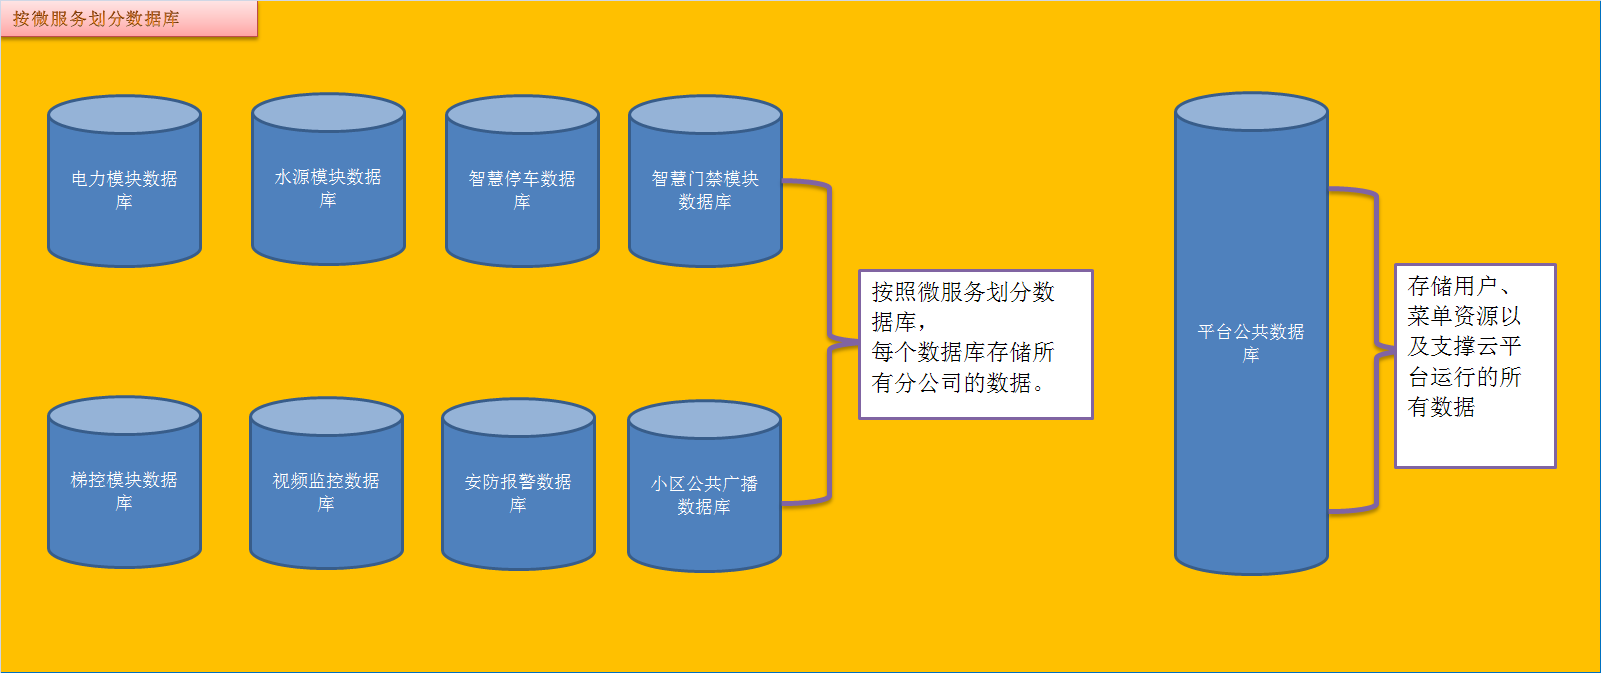 按微服务划分数据库
电力模块数据
库
水源模块数据
库
智慧停车数据
库
智慧门禁模块
数据库
按照微服务划分数
据库，
每个数据库存储所
有分公司的数据。
梯控模块数据
库
视频监控数据
库
安防报警数据
库
小区公共广播
数据库
平台公共数据
库
存储用户、
菜单资源以
及支撑云平
台运行的所
有数据